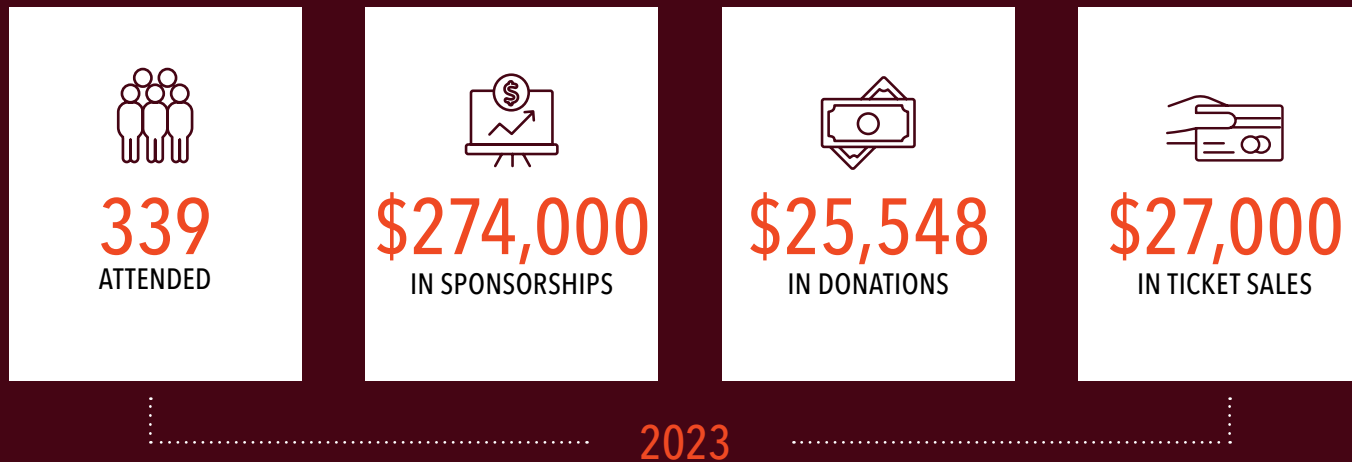 339
ATTENDED
$274,000
IN SPONSORSHIPS
$25,548
IN DONATIONS
$27,000
IN TICKET SALES
2023